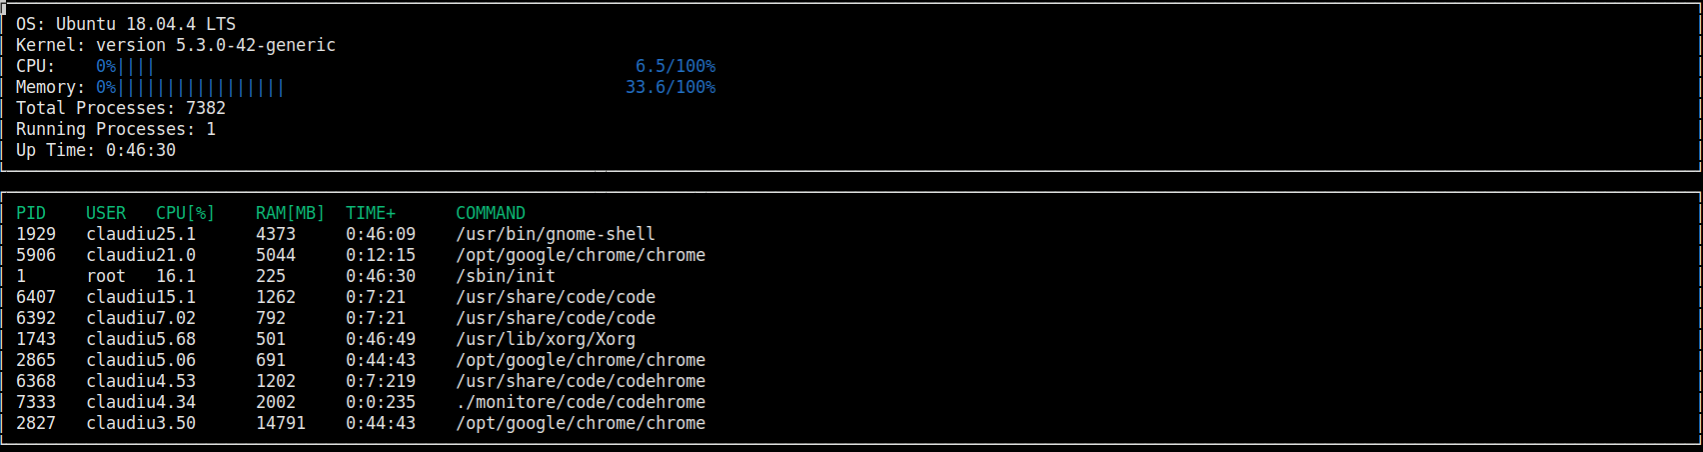 OS: Ubuntu 18.04.4 LTS
Kernel: version 5.3.0-42-generic
CPU:    0%||||                                                6.5/100%
Memory: 0%|||||||||||||||||                                  33.6/100%
Total Processes: 7382
Running Processes: 1
Up Time: 0:46:30
PID    USER   CPU[%]    RAM[MB]  TIME+      COMMAND
1929   claudiu25.1      4373     0:46:09    /usr/bin/gnome-shell
5906   claudiu21.0      5044     0:12:15    /opt/google/chrome/chrome
1      root   16.1      225      0:46:30    /sbin/init
6407   claudiu15.1      1262     0:7:21     /usr/share/code/code
6392   claudiu7.02      792      0:7:21     /usr/share/code/code
1743   claudiu5.68      501      0:46:49    /usr/lib/xorg/Xorg
2865   claudiu5.06      691      0:44:43    /opt/google/chrome/chrome
6368   claudiu4.53      1202     0:7:219    /usr/share/code/codehrome
7333   claudiu4.34      2002     0:0:235    ./monitore/code/codehrome
2827   claudiu3.50      14791    0:44:43    /opt/google/chrome/chrome